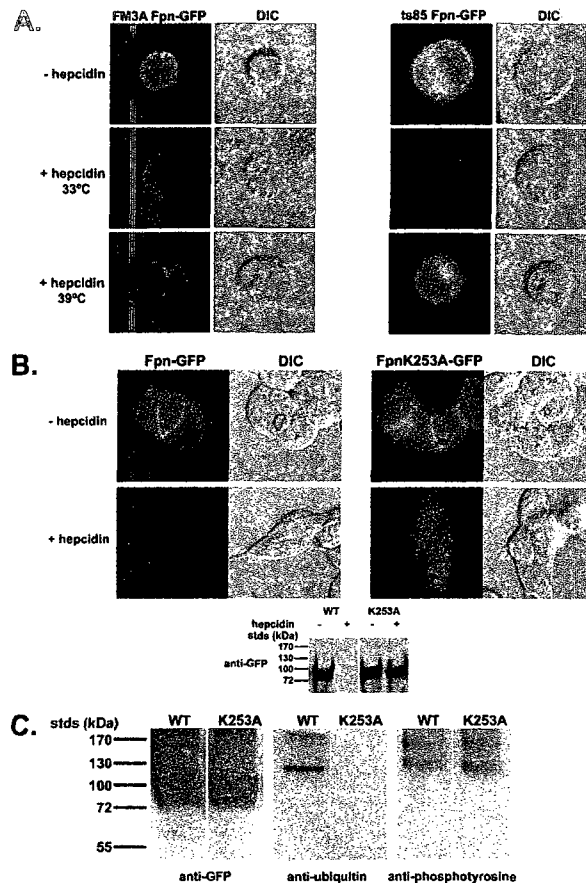 A.
FM3A Fpn-GFP DIC ts85 Fpn-GFP DIC
- hepcidin
+ hepcidin
33°C
+ hepcidin
39°C
B.
Fpn-GFP DIC FpnK253A-GFP DIC
- hepcidin
+ hepcidin
WT K253A
hepcidin - + - +
stds (kDa)
170
130
anti-GFP 100
72
C.
stds (kDa) WT K253A WT K253A WT K253A
170
130
100
72
55
anti-GFP anti-ubiquitin anti-phosphotyrosine